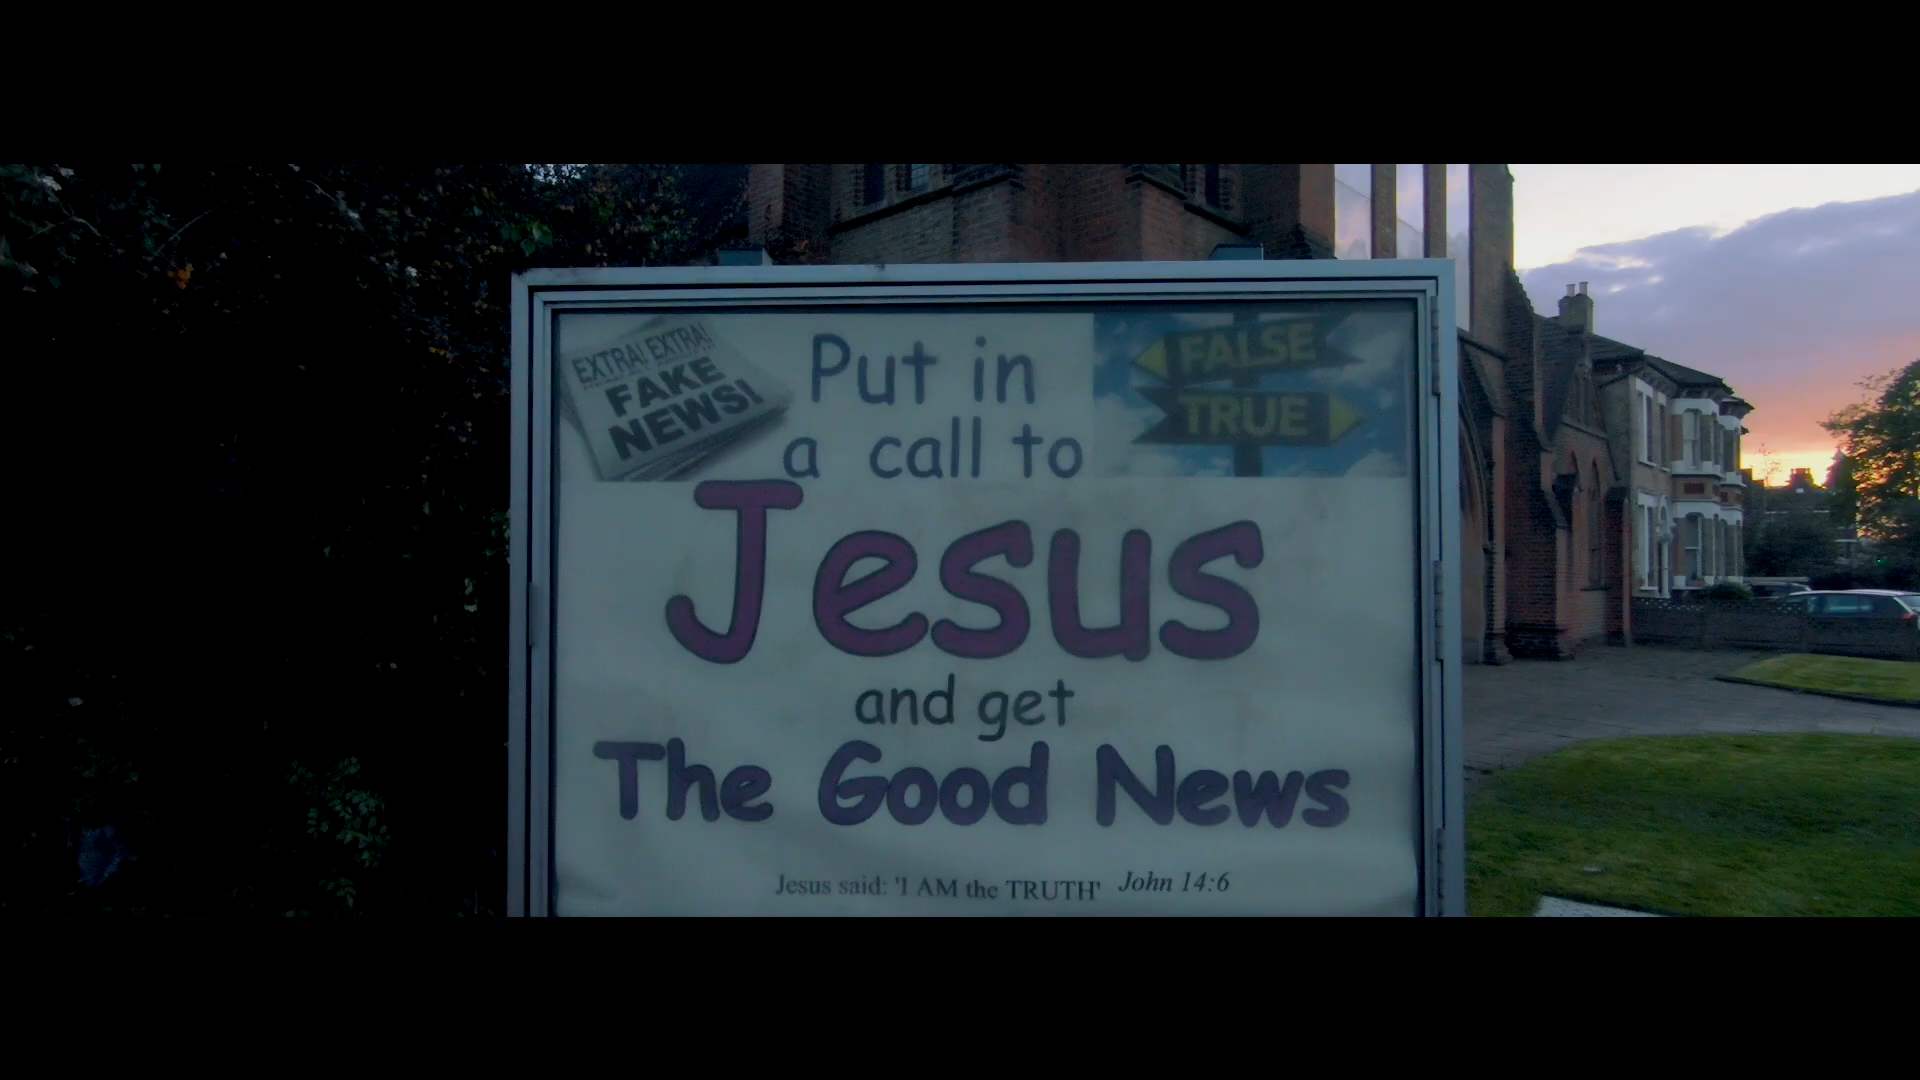 EXTRA! EXTRA!
FAKE
NEWS!
Put in
a call to
FALSE
TRUE
Jesus
and get
The Good News
Jesus said: 'I AM the TRUTH' John 14:6